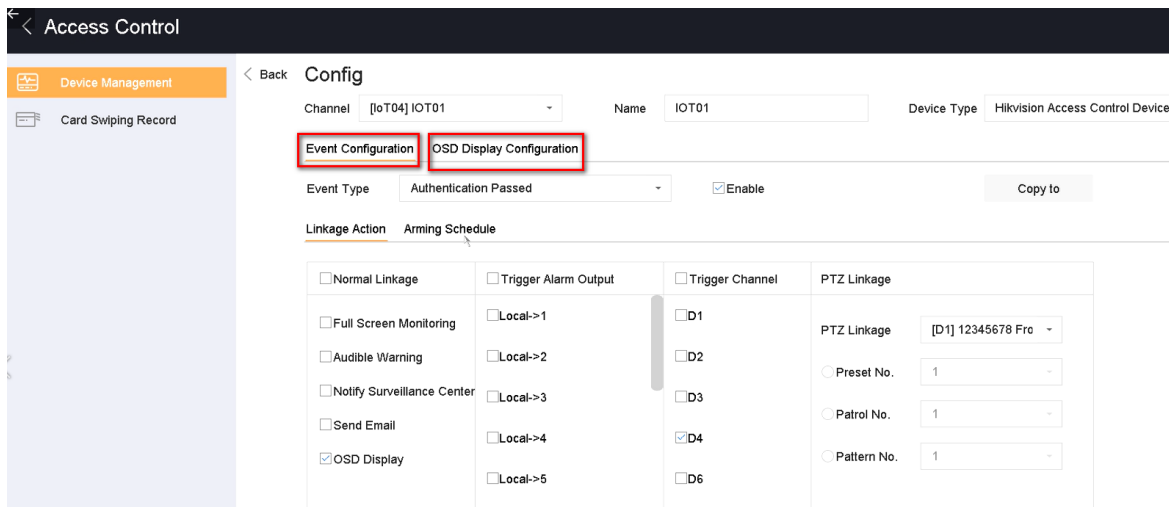 Access Control
Device Management
Card Swiping Record
Back Config
Channel [IoT04] IOT01 Name IOT01 Device Type Hikvision Access Control Device
Event Configuration OSD Display Configuration
Event Type Authentication Passed Enable Copy to
Linkage Action Arming Schedule
Normal Linkage Trigger Alarm Output Trigger Channel PTZ Linkage
Full Screen Monitoring Local->1 D1
PTZ Linkage [D1] 12345678 Fro
Audible Warning Local->2 D2
Preset No. 1
Notify Surveillance Center Local->3 D3
Patrol No. 1
Send Email Local->4 D4
Pattern No. 1
OSD Display Local->5 D6